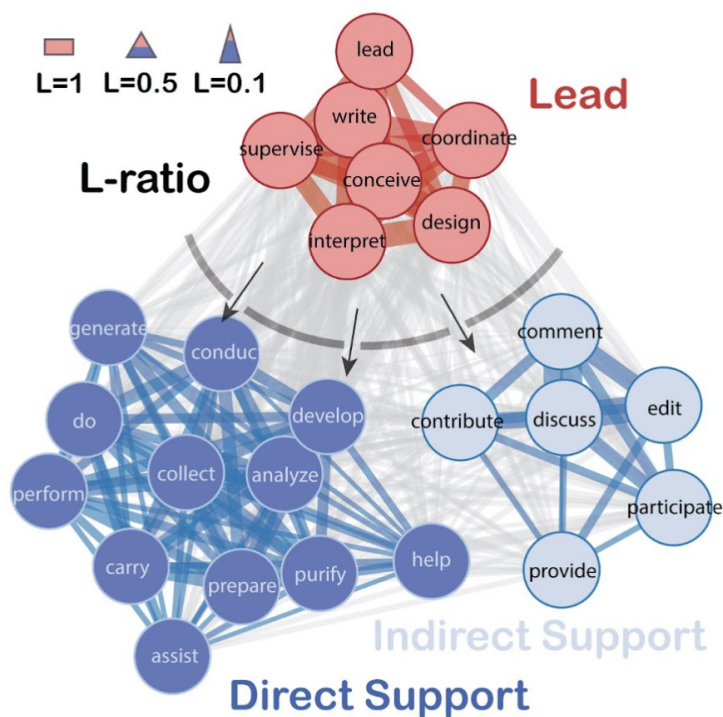 L=1 L=0.5 L=0.1
Lead
L-ratio
lead
write
supervise
coordinate
conceive
design
interpret
generate
conduc
do
develop
collect
analyze
perform
carry
prepare
purify
help
assist
comment
contribute
discuss
edit
participate
provide
Indirect Support
Direct Support